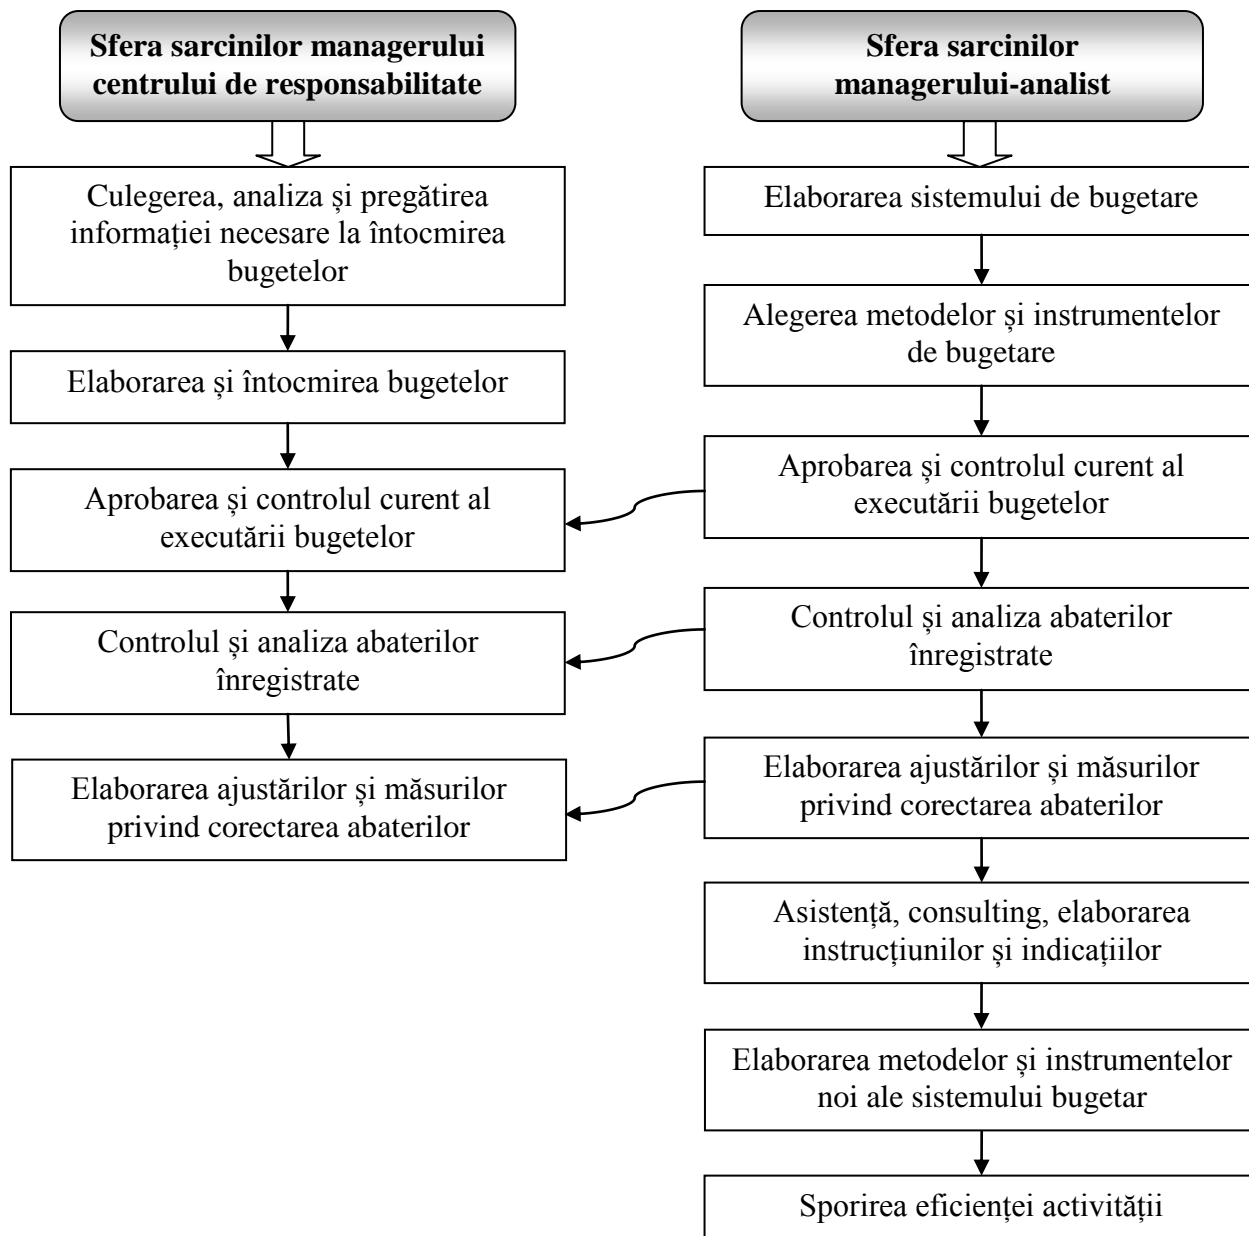 Sfera sarcinilor managerului
centrului de responsabilitate
Culegerea, analiza și pregătirea
informației necesare la întocmirea
bugetelor
Elaborarea și întocmirea bugetelor
Aprobarea și controlul curent al
executării bugetelor
Controlul și analiza abaterilor
înregistrate
Elaborarea ajustărilor și măsurilor
privind corectarea abaterilor
Sfera sarcinilor
managerului-analist
Elaborarea sistemului de bugetare
Alegerea metodelor și instrumentelor
de bugetare
Aprobarea și controlul curent al
executării bugetelor
Controlul și analiza abaterilor
înregistrate
Elaborarea ajustărilor și măsurilor
privind corectarea abaterilor
Asistență, consulting, elaborarea
instrucțiunilor și indicațiilor
Elaborarea metodelor și instrumentelor
noi ale sistemului bugetar
Sporirea eficienței activității